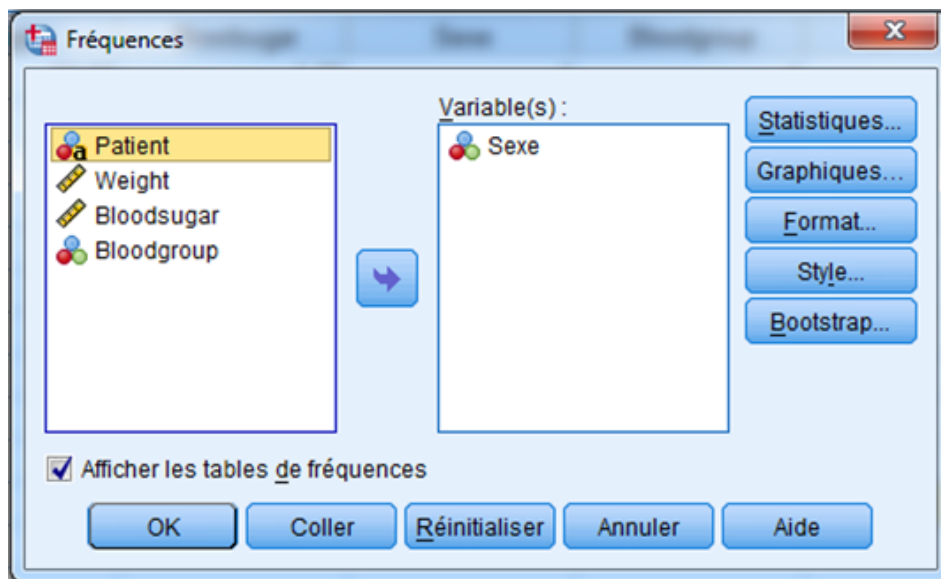 Fréquences
Variable(s) :
Patient
Weight
Bloodsugar
Bloodgroup
Sexe
Statistiques...
Graphiques...
Format...
Style...
Bootstrap...
Afficher les tables de fréquences
OK
Coller
Réinitialiser
Annuler
Aide